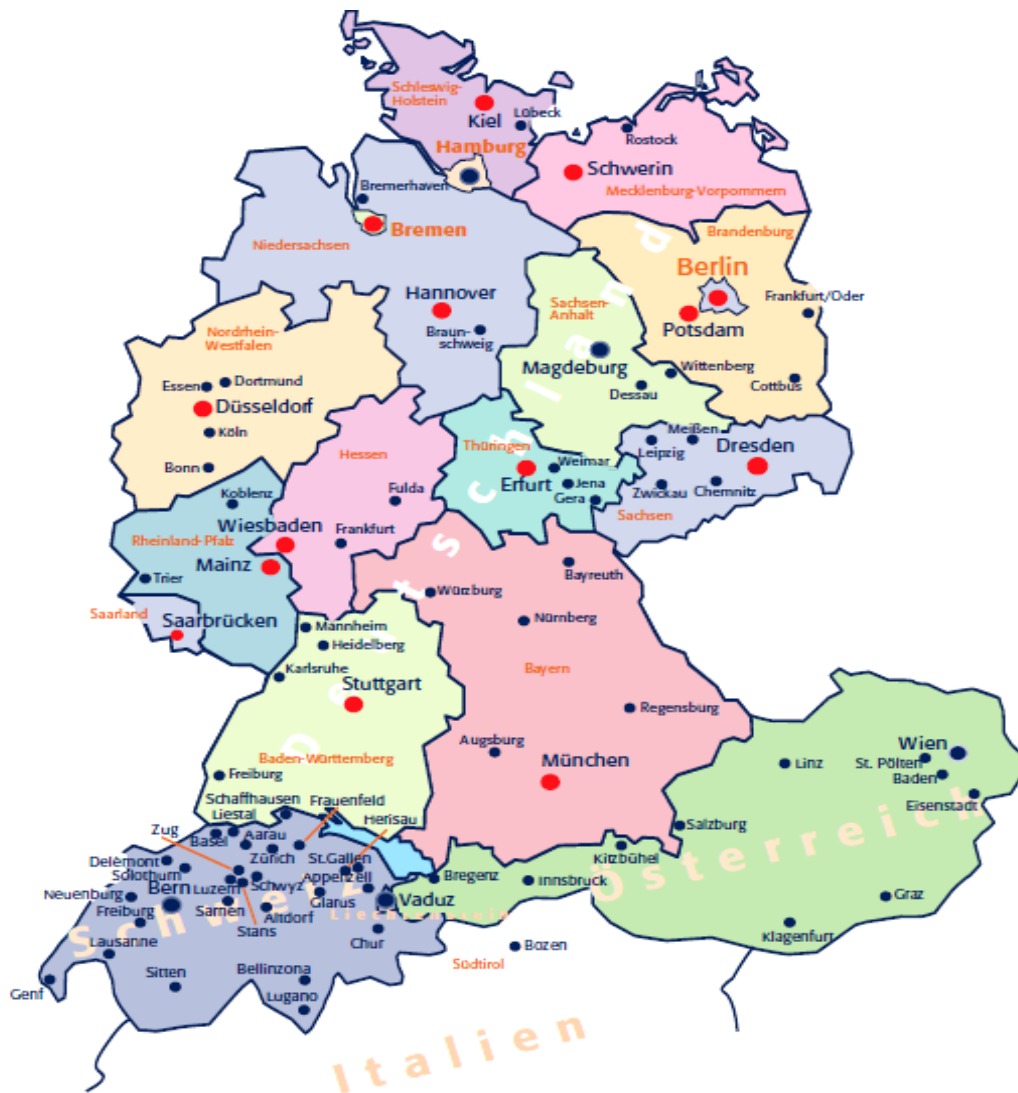 Schleswig-
Holstein
Kiel
Lübeck
Hamburg
Rostock
Schwerin
Mecklenburg-Vorpommern
Bremerhaven
Bremen
Niedersachsen
Brandenburg
Berlin
Hannover
Sachsen-
Anhalt
Frankfurt/Oder
Potsdam
Nordrhein-
Westfalen
Braun-
schweig
Magdeburg
Wittenberg
Essen
Dortmund
Dessau
Cottbus
Düsseldorf
Köln
Meißen
Dresden
Leipzig
Hessen
Thüringen
Weimar
Bonn
Erfurt
Jena
Gera
Zwickau
Chemnitz
Sachsen
Koblenz
Fulda
Wiesbaden
Frankfurt
Rheinland-Pfalz
Mainz
Trier
Bayreuth
Würzburg
Saarland
Saarbrücken
Mannheim
Nürnberg
Heidelberg
Karlsruhe
Bayern
Stuttgart
Regensburg
Augsburg
Baden-Württemberg
München
Freiburg
Deutschland
Wien
Linz
St. Pölten
Baden
Eisenstadt
Salzburg
Österreich
Kitzbühel
Bregenz
Innsbruck
Graz
Klagenfurt
Schaffhausen
Frauenfeld
Liestal
Herisau
Zug
Basel
Aarau
Zürich
St.Gallen
Delémont
Solothurn
Appenzell
Neuenburg
Bern
Luzern
Schwyz
Glarus
Vaduz
Liechtenstein
Freiburg
Sarnen
Altdorf
Stans
Schweiz
Chur
Lausanne
Sitten
Bellinzona
Genf
Lugano
Bozen
Südtirol
Italien